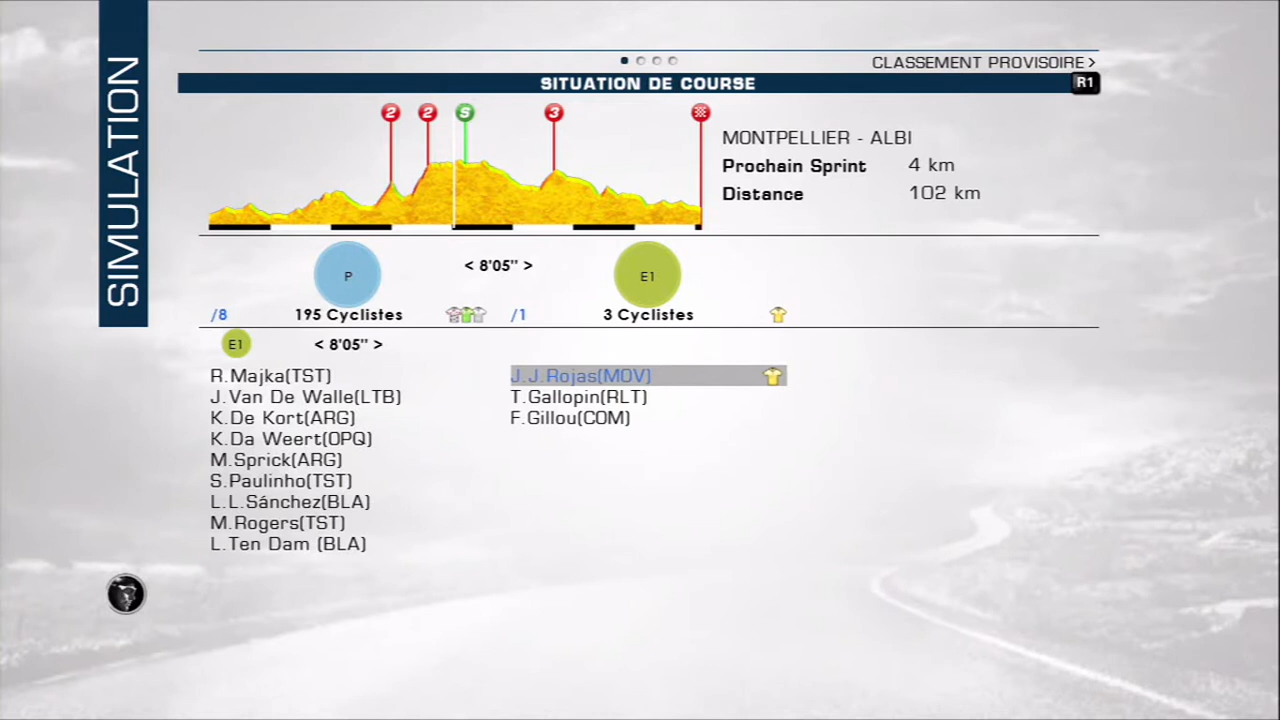 SIMULATION
CLASSEMENT PROVISOIRE>
SITUATION DE COURSE
R1
2 2 S 3
MONTPELLIER - ALBI
Prochain Sprint 4 km
Distance 102 km
P < 8'05" > E1
/8 195 Cyclistes /1 3 Cyclistes
E1 < 8'05" >
R.Majka(TST) J.J.Rojas(MOV)
J.Van De Walle(LTB) T.Gallopin(RLT)
K.De Kort(ARG) F.Gillou(COM)
K.Da Weert(OPQ)
M.Sprick(ARG)
S.Paulinho(TST)
L.L.Sánchez(BLA)
M.Rogers(TST)
L.Ten Dam (BLA)